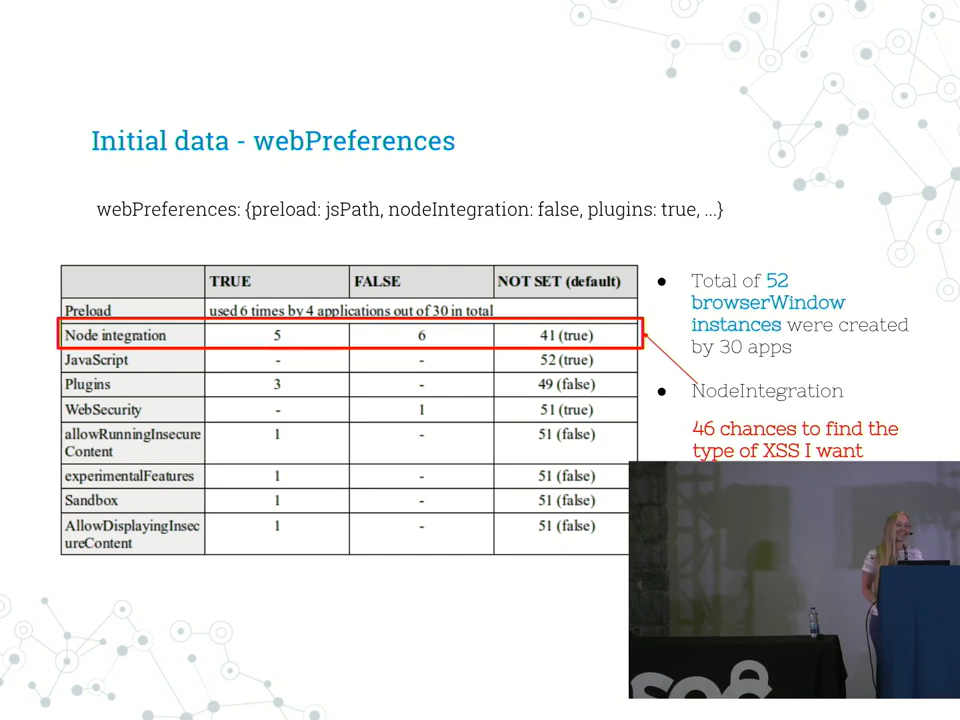 Initial data - webPreferences
webPreferences: {preload: jsPath, nodeIntegration: false, plugins: true, ...}
TRUE FALSE NOT SET (default)
Preload used 6 times by 4 applications out of 30 in total
Node integration 5 6 41 (true)
JavaScript - - 52 (true)
Plugins 3 - 49 (false)
WebSecurity - 1 51 (true)
allowRunningInsecure
Content 1 - 51 (false)
experimentalFeatures 1 - 51 (false)
Sandbox 1 - 51 (false)
AllowDisplayingInsec
ureContent 1 - 51 (false)
● Total of 52
browserWindow
instances were created
by 30 apps
● NodeIntegration
46 chances to find the
type of XSS I want